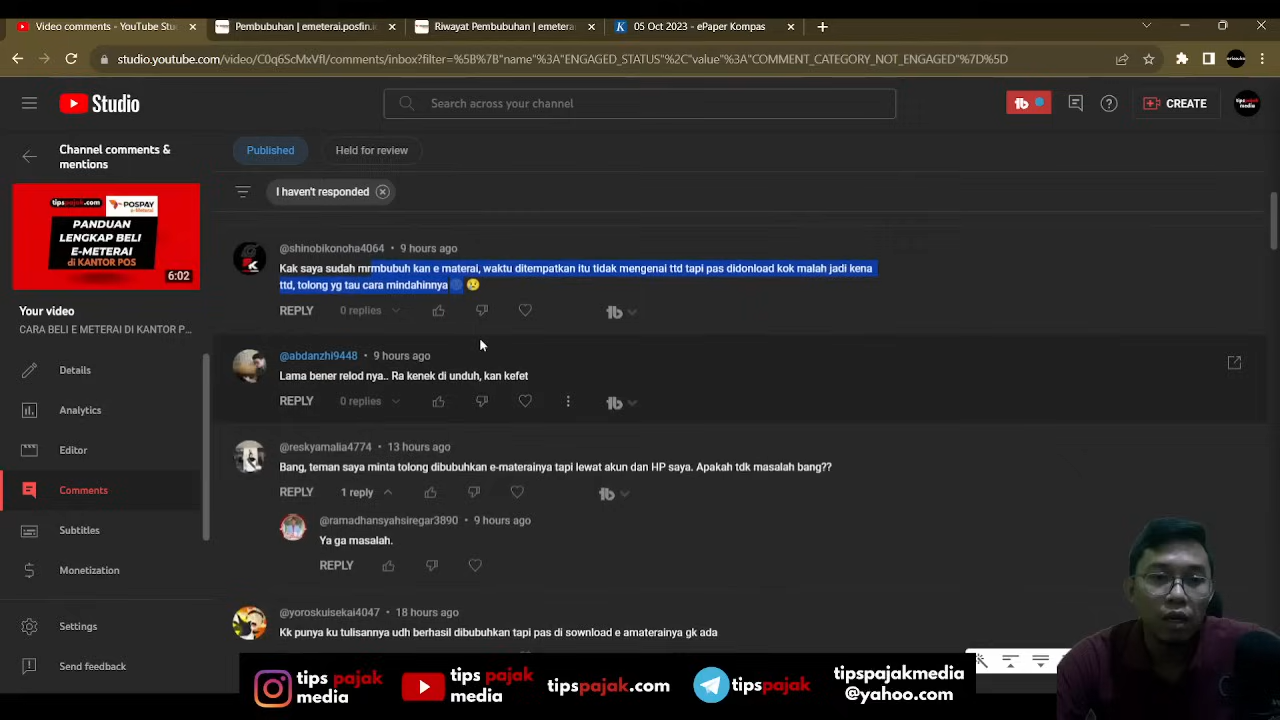 Video comments - YouTube Stu
Pembubuhan | emeterai.posfin.i
Riwayat Pembubuhan | emetera
05 Oct 2023 - ePaper Kompas
studio.youtube.com/video/C0q6ScMxVfI/comments/inbox?filter=%5B%7B"name"%3A"ENGAGED_STATUS"%2C"value"%3A"COMMENT_CATEGORY_NOT_ENGAGED"%7D%5D
Studio
Search across your channel
CREATE
Channel comments &
mentions
tipspajak.com
POSPAY
e-Meterai
PANDUAN
LENGKAP BELI
E-METERAI
di KANTOR POS
6:02
Your video
CARA BELI E METERAI DI KANTOR P...
Details
Analytics
Editor
Comments
Subtitles
Monetization
Settings
Send feedback
Published
Held for review
I haven't responded
@shinobikonoha4064 • 9 hours ago
Kak saya sudah mrmbubuh kan e materai, waktu ditempatkan itu tidak mengenai ttd tapi pas didonload kok malah jadi kena
ttd, tolong yg tau cara mindahinnya 😢
REPLY 0 replies
@abdanzhi9448 • 9 hours ago
Lama bener relod nya.. Ra kenek di unduh, kan kefet
REPLY 0 replies
@reskyamalia4774 • 13 hours ago
Bang, teman saya minta tolong dibubuhkan e-materainya tapi lewat akun dan HP saya. Apakah tdk masalah bang??
REPLY 1 reply
@ramadhansyahsiregar3890 • 9 hours ago
Ya ga masalah.
REPLY
@yoroskuisekai4047 • 18 hours ago
Kk punya ku tulisannya udh berhasil dibubuhkan tapi pas di sownload e amaterainya gk ada
tips pajak
media
tips pajak
media
tipspajak.com
tipspajak
tipspajakmedia
@yahoo.com